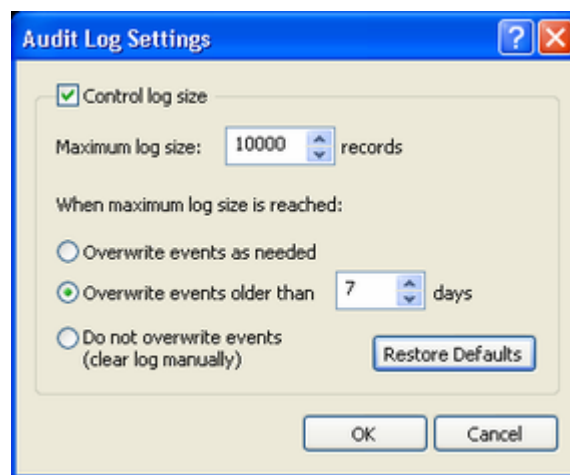 Audit Log Settings
Control log size
Maximum log size: 10000 records
When maximum log size is reached:
Overwrite events as needed
Overwrite events older than 7 days
Do not overwrite events
(clear log manually)
Restore Defaults
OK Cancel